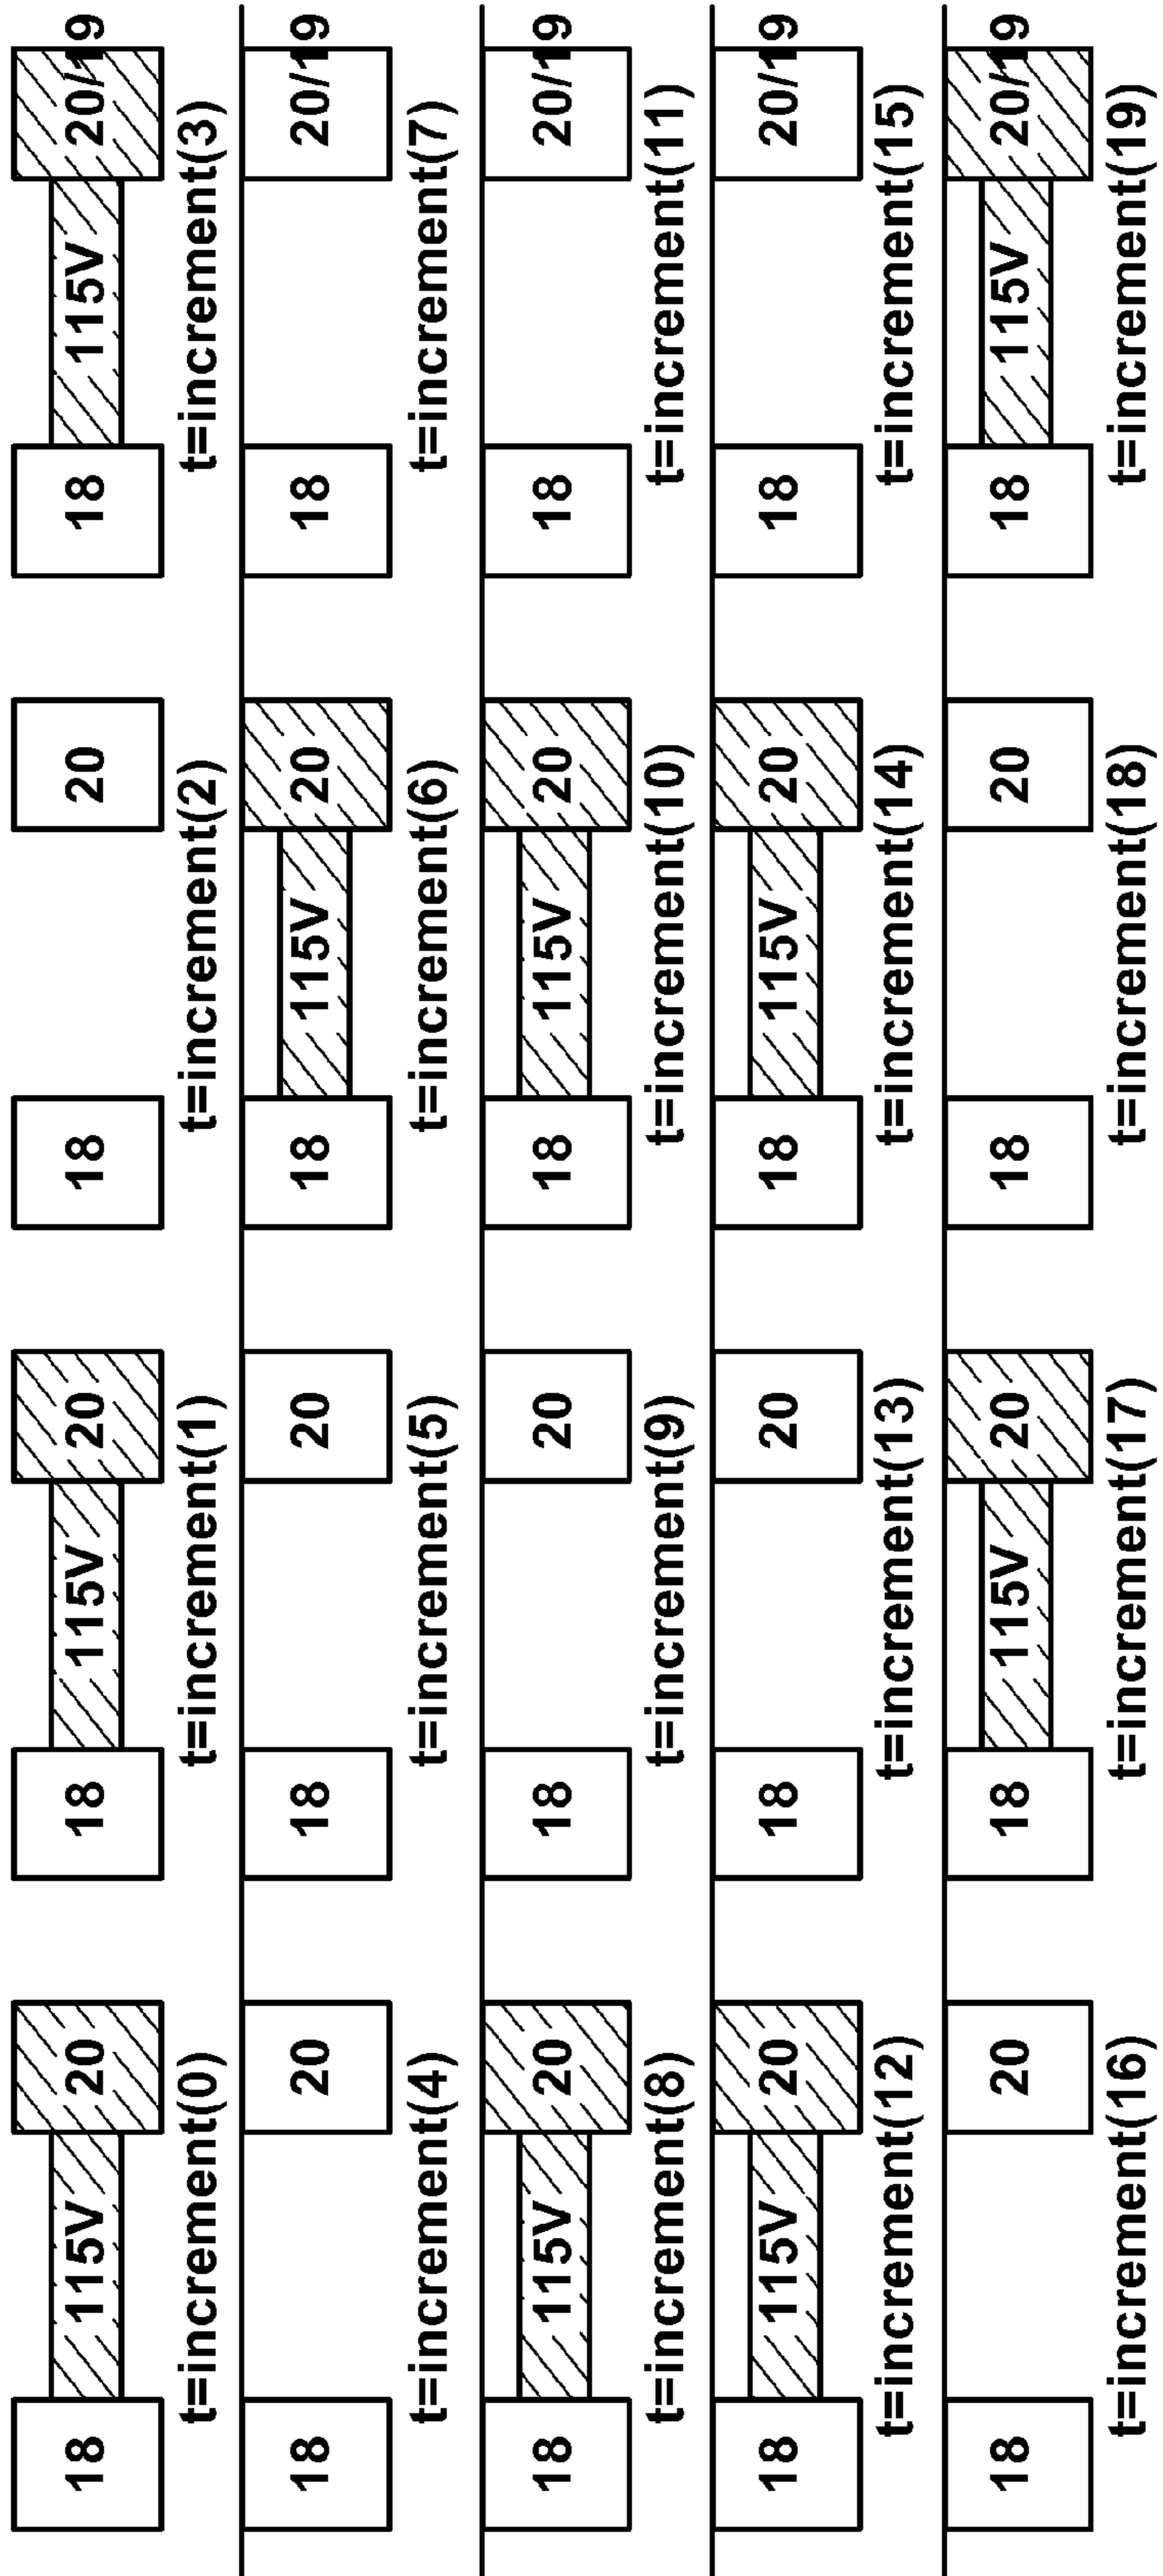 18 115V 20 18 115V 20 18 20 18 115V 20/19
t=increment(0) t=increment(1) t=increment(2) t=increment(3)
18 20 18 20 18 115V 20 18 20/19
t=increment(4) t=increment(5) t=increment(6) t=increment(7)
18 115V 20 18 20 18 115V 20 18 20/19
t=increment(8) t=increment(9) t=increment(10) t=increment(11)
18 115V 20 18 20 18 115V 20 18 20/19
t=increment(12) t=increment(13) t=increment(14) t=increment(15)
18 20 18 115V 20 18 20 18 115V 20/19
t=increment(16) t=increment(17) t=increment(18) t=increment(19)